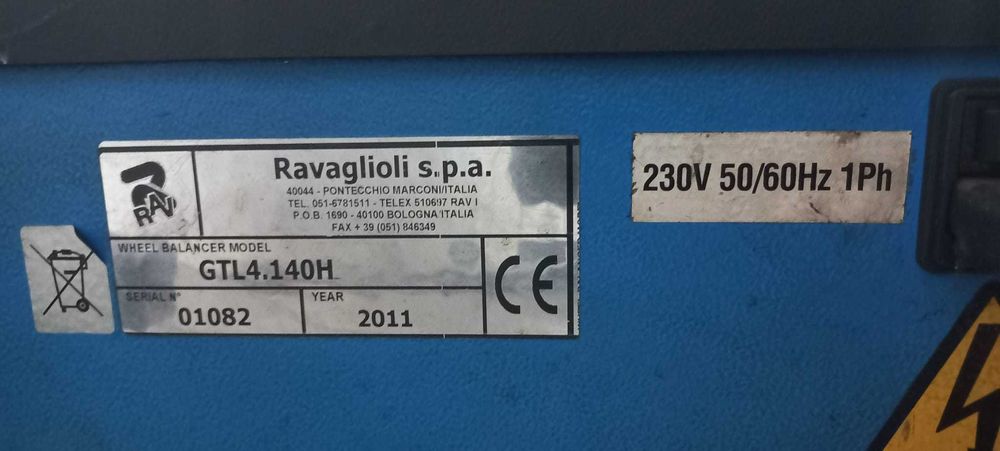 RAV
Ravaglioli s.p.a.
40044 - PONTECCHIO MARCONI/ITALIA
TEL. 051-6781511 - TELEX 510697 RAV I
P.O.B. 1690 - 40100 BOLOGNA ITALIA
FAX + 39 (051) 846349
WHEEL BALANCER MODEL
GTL4.140H
SERIAL N°
01082
YEAR
2011
CE
230V 50/60Hz 1Ph